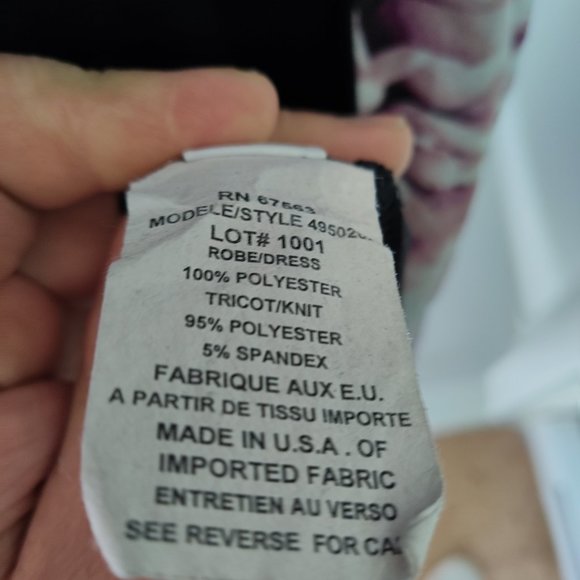 RN 67563
MODELE/STYLE
LOT# 1001
ROBE/DRESS
100% POLYESTER
TRICOT/KNIT
95% POLYESTER
5% SPANDEX
FABRIQUE AUX E.U.
A PARTIR DE TISSU IMPORTE
MADE IN U.S.A . OF
IMPORTED FABRIC
ENTRETIEN AU VERSO
SEE REVERSE FOR